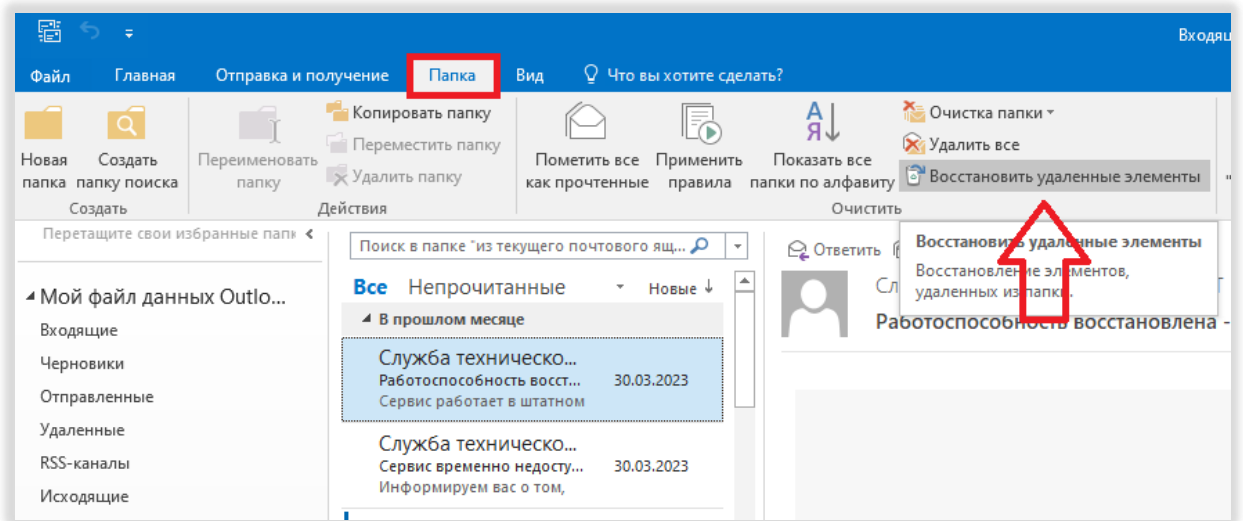 Входящ
Файл Главная Отправка и получение Папка Вид Что вы хотите сделать?
Новая папка
Создать папку поиска
Создать
Переименовать папку
Копировать папку
Переместить папку
Удалить папку
Действия
Пометить все как прочтенные
Применить правила
Показать все папки по алфавиту
Очистка папки
Удалить все
Восстановить удаленные элементы
Очистить
Восстановить удаленные элементы
Восстановление элементов,
удаленных из папки.
Перетащите свои избранные папк
Мой файл данных Outlo...
Входящие
Черновики
Отправленные
Удаленные
RSS-каналы
Исходящие
Поиск в папке "из текущего почтового ящ...
Все Непрочитанные Новые ↓
В прошлом месяце
Служба техническо...
Работоспособность восст... 30.03.2023
Сервис работает в штатном
Служба техническо...
Сервис временно недосту... 30.03.2023
Информируем вас о том,
Ответить
Сл
Работоспособность восстановлена -